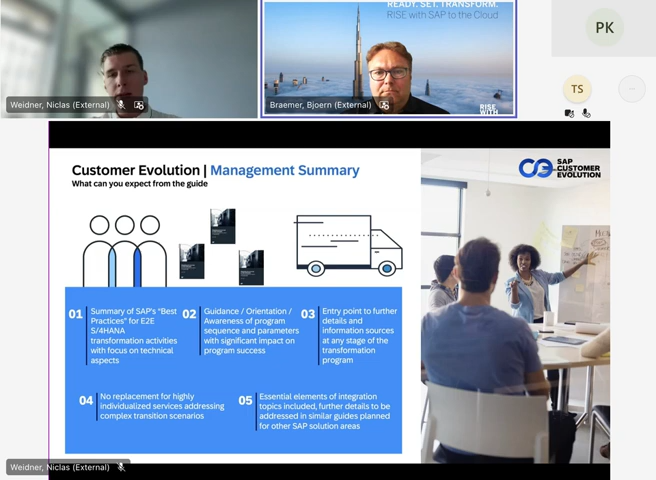 READY. SET. TRANSFORM.
RISE with SAP to the Cloud
PK
Weidner, Niclas (External)
Braemer, Bjoern (External)
RISE
WITH
TS
Customer Evolution | Management Summary
What can you expect from the guide
SAP
CUSTOMER
EVOLUTION
01 Summary of SAP's "Best
Practices" for E2E
S/4HANA
transformation activities
with focus on technical
aspects
02 Guidance / Orientation /
Awareness of program
sequence and parameters
with significant impact on
program success
03 Entry point to further
details and
information sources
at any stage of the
transformation
program
04 No replacement for highly
individualized services addressing
complex transition scenarios
05 Essential elements of integration
topics included, further details to be
addressed in similar guides planned
for other SAP solution areas
Weidner, Niclas (External)